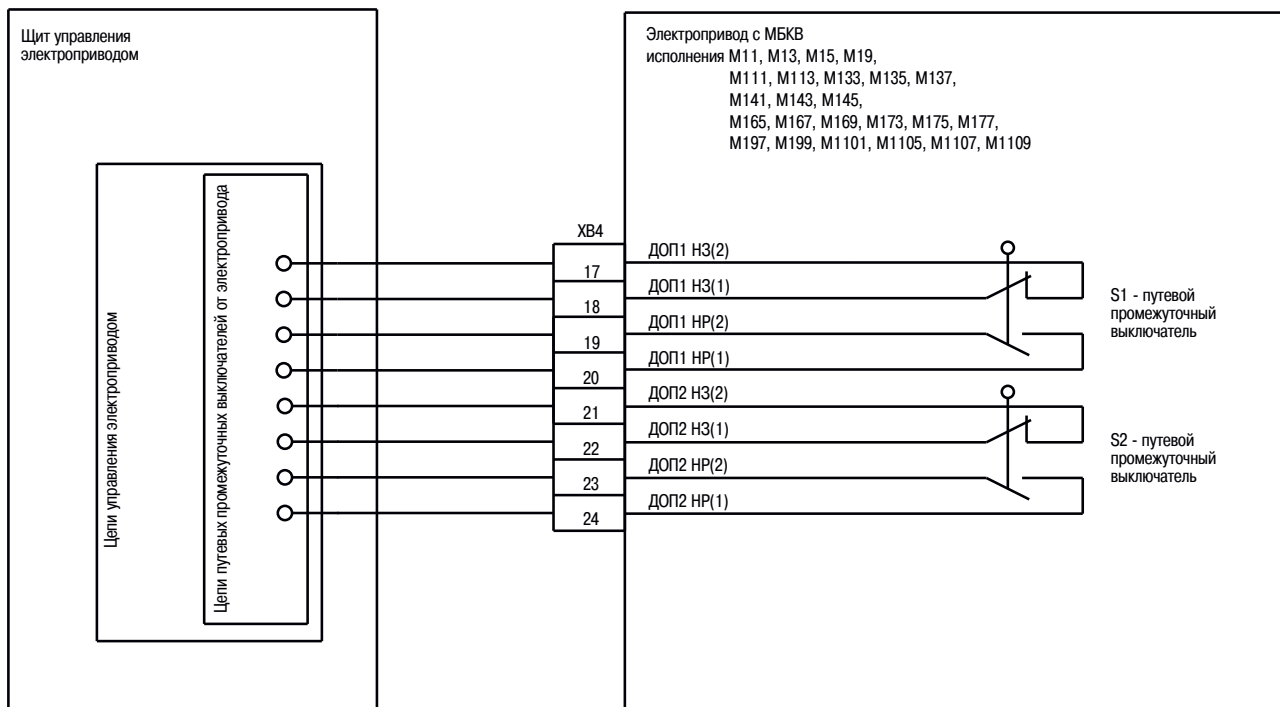 Щит управления
электроприводом
Электропривод с МБКВ
исполнения М11, М13, М15, М19,
М111, М113, М133, М135, М137,
М141, М143, М145,
М165, М167, М169, М173, М175, М177,
М197, М199, М1101, М1105, М1107, М1109
Цепи управления электроприводом
Цепи путевых промежуточных выключателей от электропривода
ХВ4
17
18
19
20
21
22
23
24
ДОП1 НЗ(2)
ДОП1 НЗ(1)
ДОП1 НР(2)
ДОП1 НР(1)
ДОП2 НЗ(2)
ДОП2 НЗ(1)
ДОП2 НР(2)
ДОП2 НР(1)
S1 - путевой
промежуточный
выключатель
S2 - путевой
промежуточный
выключатель